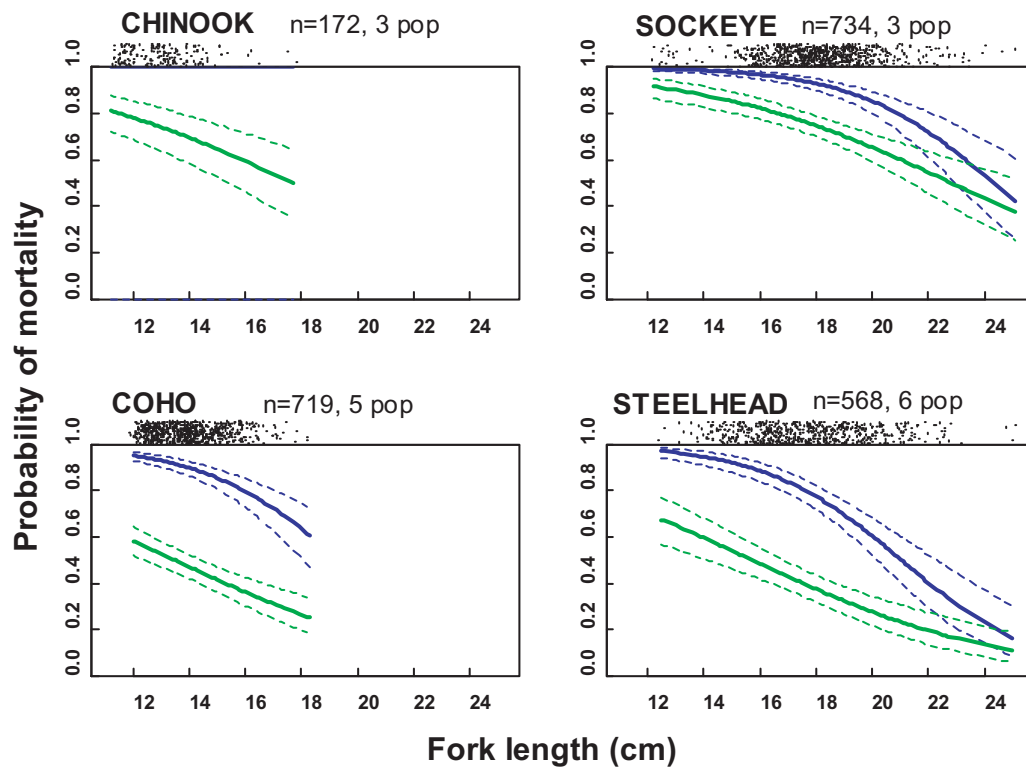 CHINOOK n=172, 3 pop
SOCKEYE n=734, 3 pop
Probability of mortality
1.0
0.8
0.6
0.4
0.2
0.0
12 14 16 18 20 22 24
1.0
0.8
0.6
0.4
0.2
0.0
12 14 16 18 20 22 24
COHO n=719, 5 pop
STEELHEAD n=568, 6 pop
1.0
0.8
0.6
0.4
0.2
0.0
12 14 16 18 20 22 24
1.0
0.8
0.6
0.4
0.2
0.0
12 14 16 18 20 22 24
Fork length (cm)